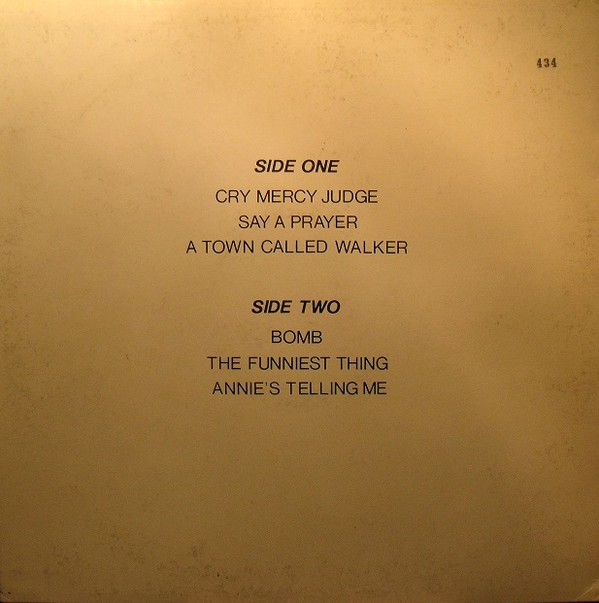 434
SIDE ONE
CRY MERCY JUDGE
SAY A PRAYER
A TOWN CALLED WALKER
SIDE TWO
BOMB
THE FUNNIEST THING
ANNIE'S TELLING ME